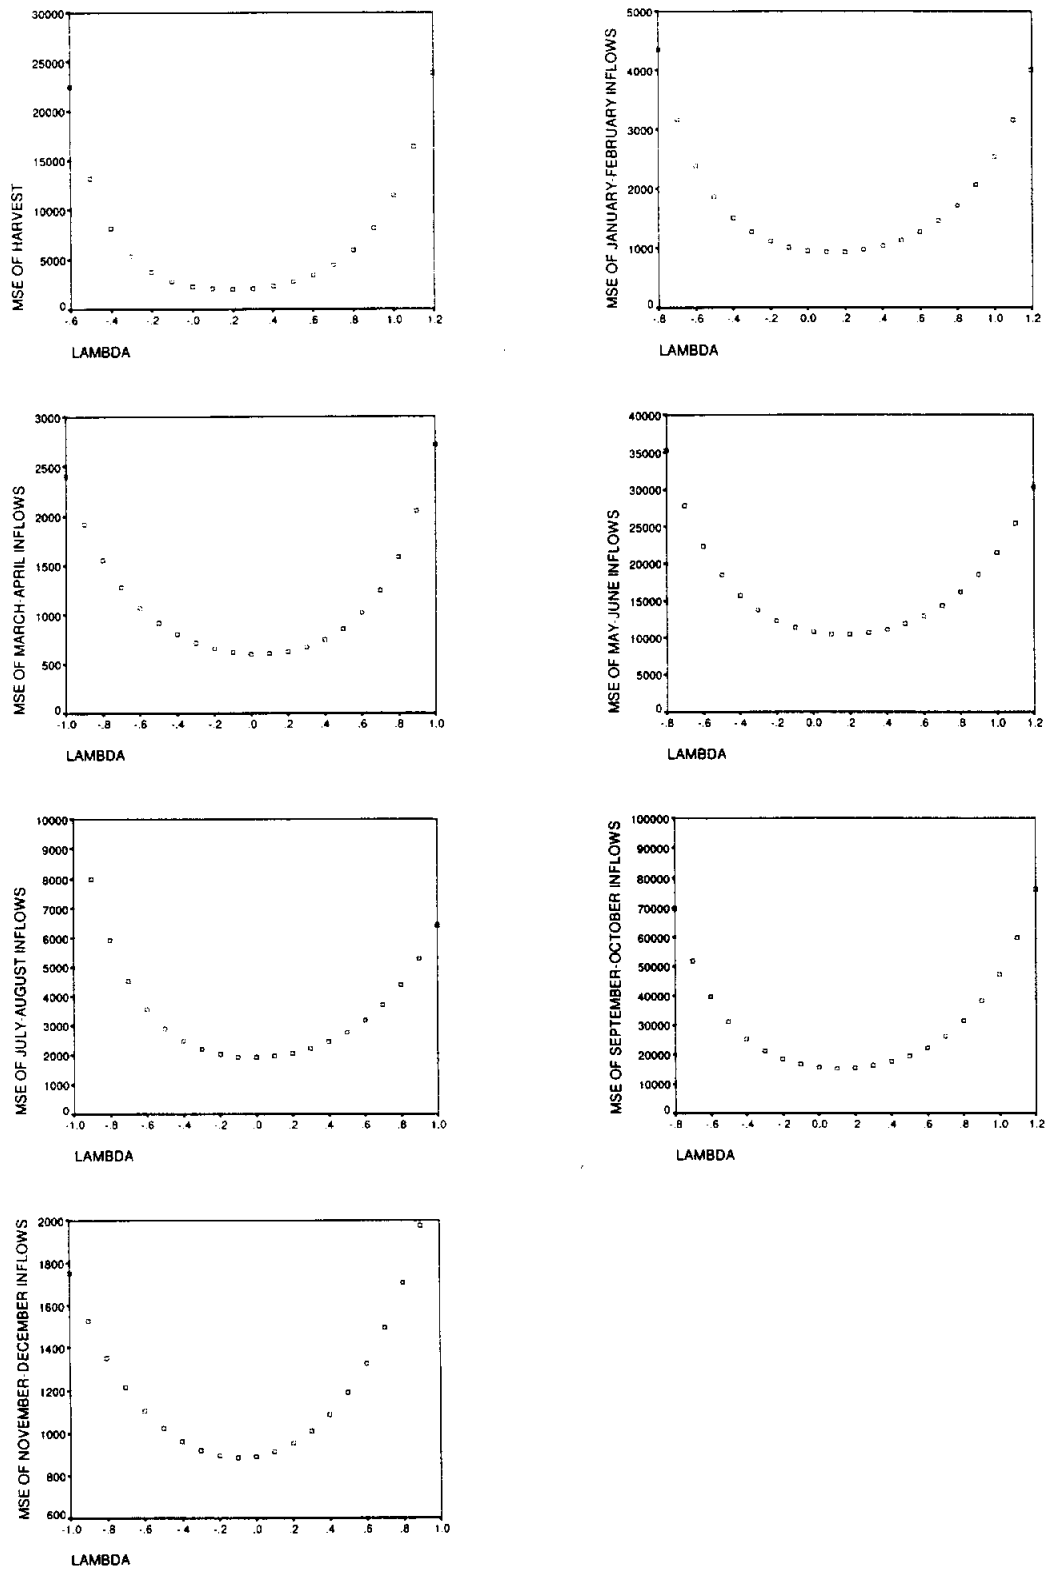 MSE OF HARVEST
30000
25000
20000
15000
10000
5000
0
-.6 -.4 -.2 -.0 .2 .4 .6 .8 1.0 1.2
LAMBDA
MSE OF JANUARY-FEBRUARY INFLOWS
5000
4000
3000
2000
1000
0
-.8 -.6 -.4 -.2 0.0 .2 .4 .6 .8 1.0 1.2
LAMBDA
MSE OF MARCH-APRIL INFLOWS
3000
2500
2000
1500
1000
500
0
-1.0 -.8 -.6 -.4 -.2 .0 .2 .4 .6 .8 1.0
LAMBDA
MSE OF MAY-JUNE INFLOWS
40000
35000
30000
25000
20000
15000
10000
5000
0
-.8 -.6 -.4 -.2 0.0 .2 .4 .6 .8 1.0 1.2
LAMBDA
MSE OF JULY-AUGUST INFLOWS
10000
9000
8000
7000
6000
5000
4000
3000
2000
1000
0
-1.0 -.8 -.6 -.4 -.2 .0 .2 .4 .6 .8 1.0
LAMBDA
MSE OF SEPTEMBER-OCTOBER INFLOWS
100000
90000
80000
70000
60000
50000
40000
30000
20000
10000
0
-.8 -.6 -.4 -.2 0.0 .2 .4 .6 .8 1.0 1.2
LAMBDA
MSE OF NOVEMBER-DECEMBER INFLOWS
2000
1800
1600
1400
1200
1000
800
600
-1.0 -.8 -.6 -.4 -.2 .0 .2 .4 .6 .8 1.0
LAMBDA